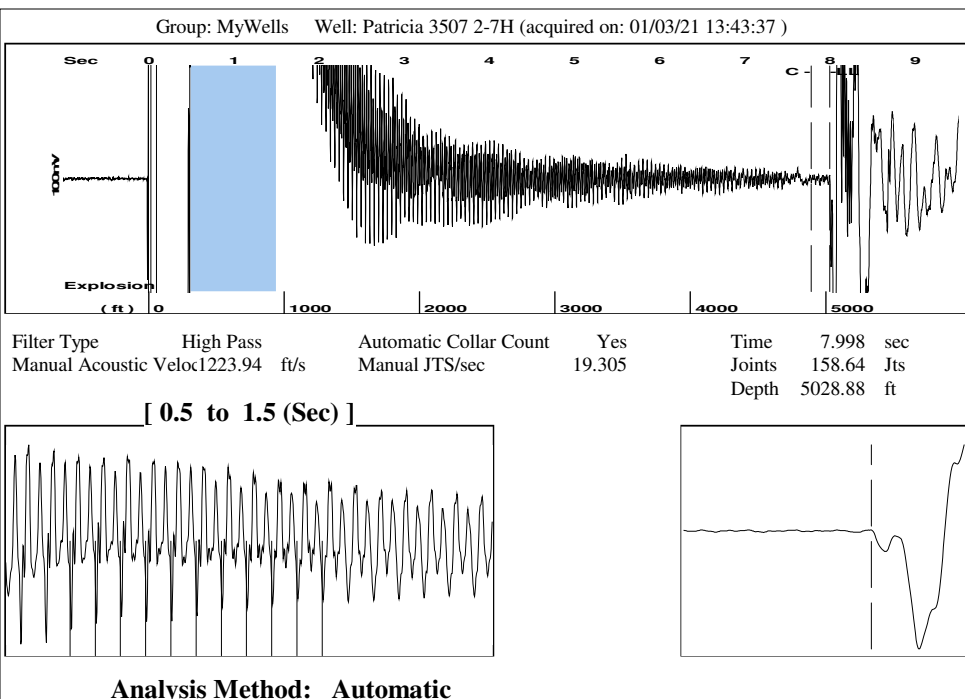 Group: MyWells Well: Patricia 3507 2-7H (acquired on: 01/03/21 13:43:37 )
Sec 0 1 2 3 4 5 6 7 8 9
C - -LL
100mV
Explosion
( ft ) 0 1000 2000 3000 4000 5000
Filter Type High Pass Automatic Collar Count Yes Time 7.998 sec
Manual Acoustic Veloc1223.94 ft/s Manual JTS/sec 19.305 Joints 158.64 Jts
Depth 5028.88 ft
[ 0.5 to 1.5 (Sec) ]
Analysis Method: Automatic